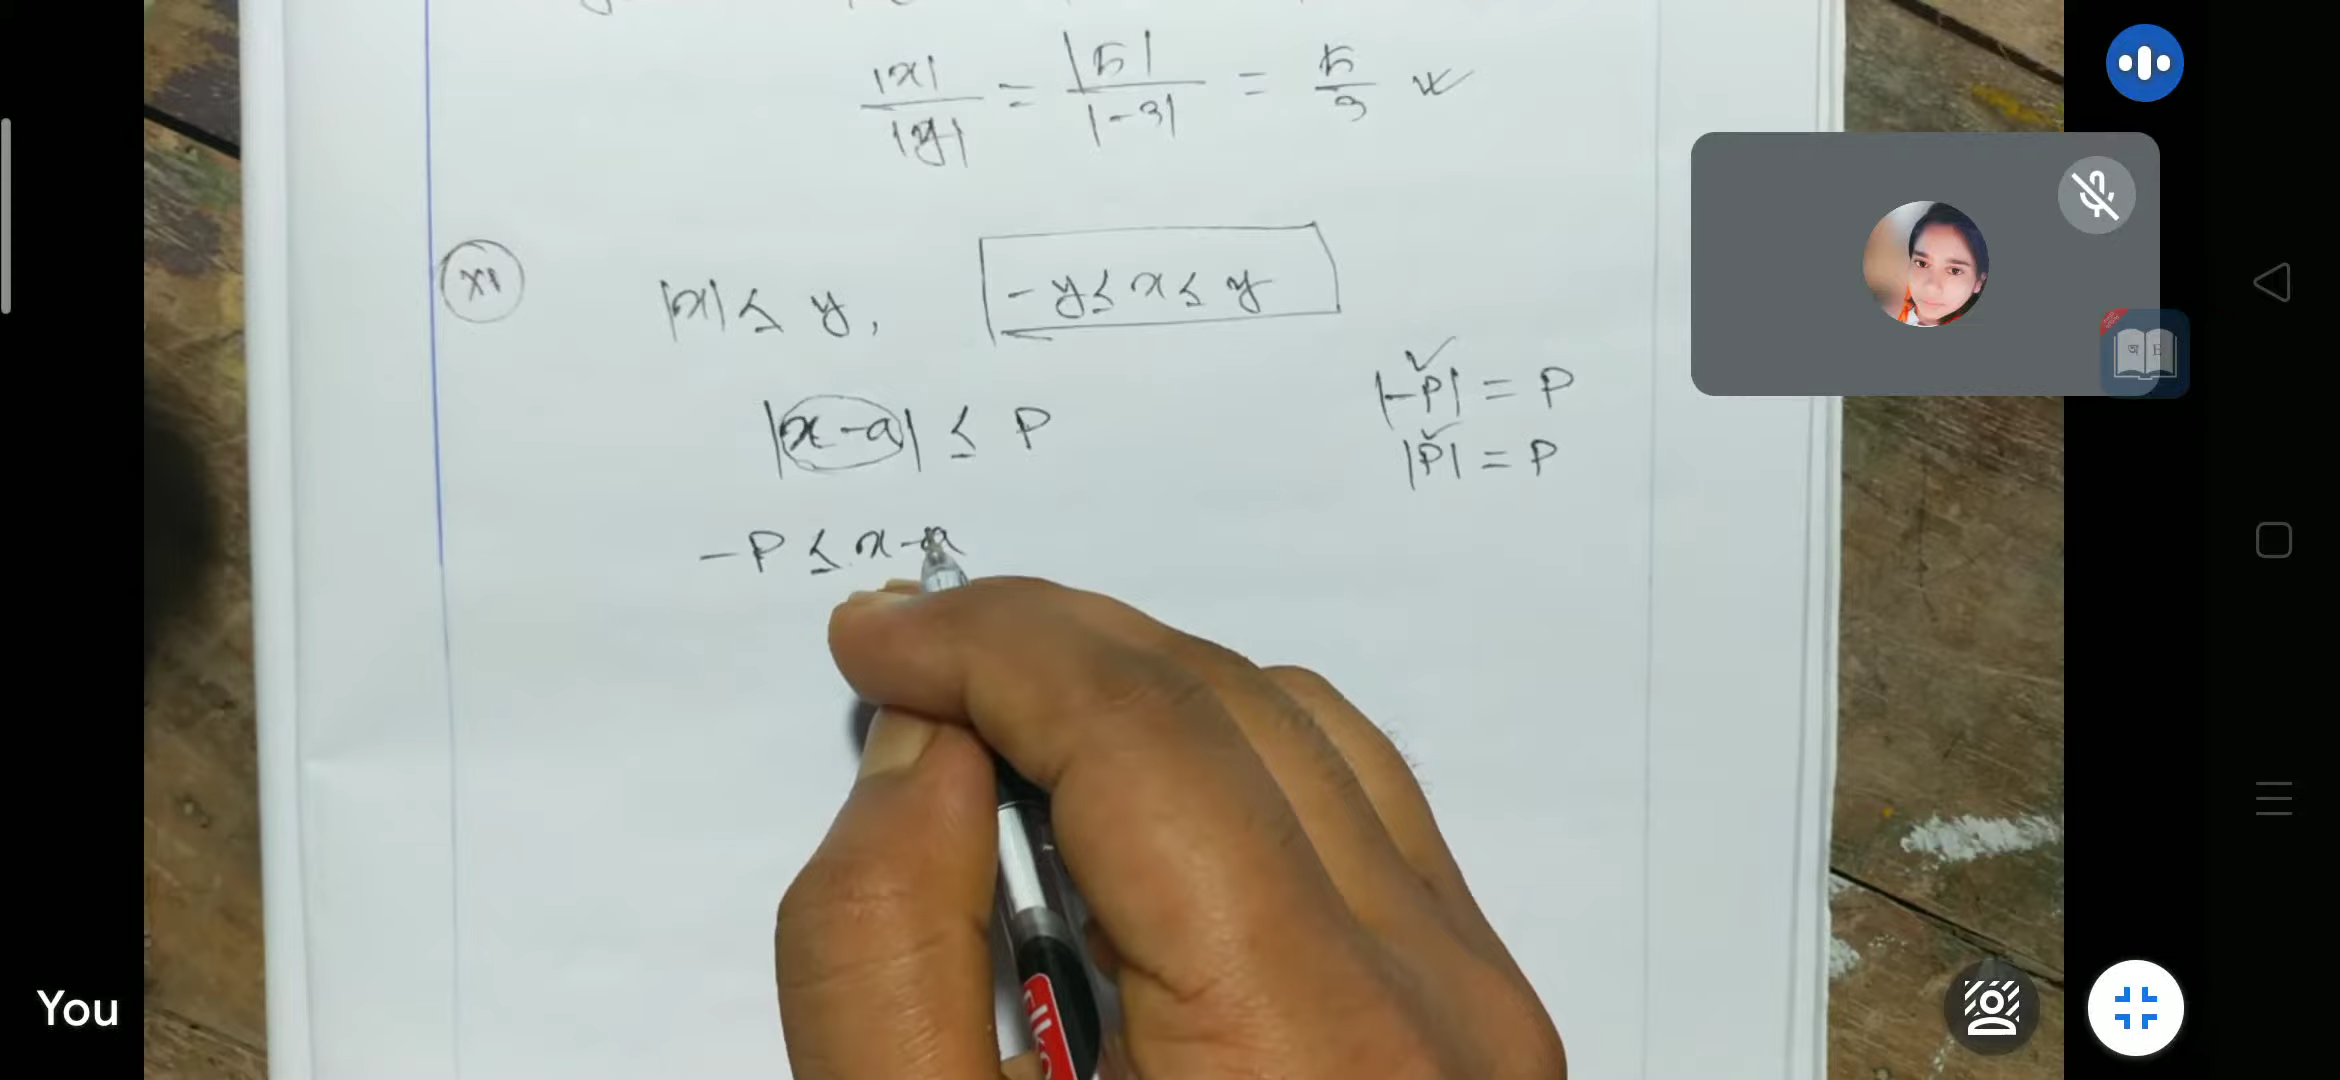 |x| / |y| = |5| / |-3| = 5/3
XI |x| ≤ y, -y ≤ x ≤ y
|x-a| ≤ P
|-P| = P
|P| = P
-P ≤ x-a
You